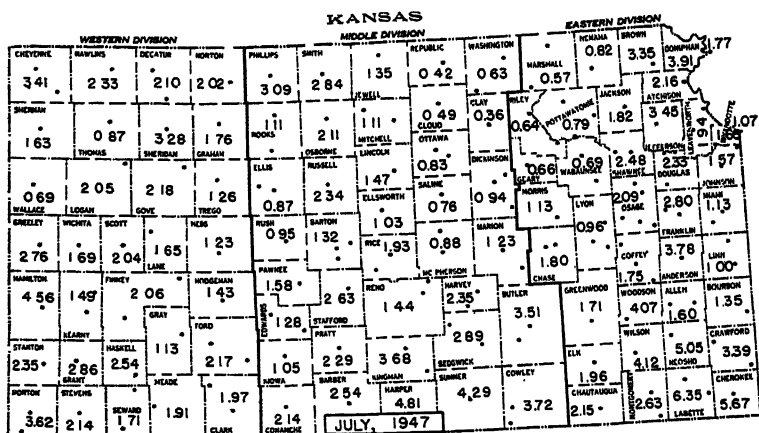 KANSAS
WESTERN DIVISION MIDDLE DIVISION EASTERN DIVISION
CHEYENNE RAWLINS DECATUR NORTON PHILLIPS SMITH JEWELL REPUBLIC WASHINGTON MARSHALL NEMAHA BROWN DONIPHAN
3.41 2.33 2.10 2.02 3.09 2.84 1.35 0.42 0.63 0.57 0.82 3.35 3.91 1.77
SHERMAN THOMAS SHERIDAN GRAHAM ROOKS OSBORNE MITCHELL CLOUD CLAY RILEY POTTAWATOMIE JACKSON ATCHISON JEFFERSON LEAVENWORTH WYANDOTTE
1.63 0.87 3.28 1.76 1.11 2.11 1.11 0.49 0.36 0.64 0.79 1.82 2.16 3.45 1.94 1.07
WALLACE LOGAN GOVE TREGO ELLIS RUSSELL LINCOLN OTTAWA DICKINSON GEARY WABAUNSEE SHAWNEE DOUGLAS JOHNSON
0.69 2.05 2.18 1.26 0.87 2.34 1.47 0.83 0.94 0.66 0.69 2.48 2.33 1.57
GREELEY WICHITA SCOTT LANE NESS RUSH BARTON ELLSWORTH SALINE MORRIS LYON OSAGE FRANKLIN MIAMI
2.76 1.69 2.04 1.65 1.23 0.95 1.32 1.03 0.76 1.13 0.96 2.09 2.80 1.13
RICE MC PHERSON MARION CHASE COFFEY ANDERSON LINN
1.93 0.88 1.23 1.80 1.75 3.78 1.00
HAMILTON KEARNY FINNEY HODGEMAN PAWNEE STAFFORD RENO HARVEY BUTLER GREENWOOD WOODSON ALLEN BOURBON
4.56 1.49 2.06 1.43 1.58 2.63 1.44 2.35 3.51 1.71 4.07 1.60 1.35
STANTON GRANT HASKELL GRAY FORD EDWARDS PRATT KINGMAN SEDGWICK ELK WILSON NEOSHO CRAWFORD
2.35 2.86 2.54 1.13 2.17 1.28 2.29 3.68 2.89 1.96 4.12 5.05 3.39
MORTON STEVENS SEWARD MEADE CLARK KIOWA COMANCHE BARBER HARPER SUMNER COWLEY CHAUTAUQUA MONTGOMERY LABETTE CHEROKEE
3.62 2.14 1.71 1.91 1.97 1.05 2.14 2.54 4.81 4.29 3.72 2.15 2.63 6.35 5.67
JULY, 1947